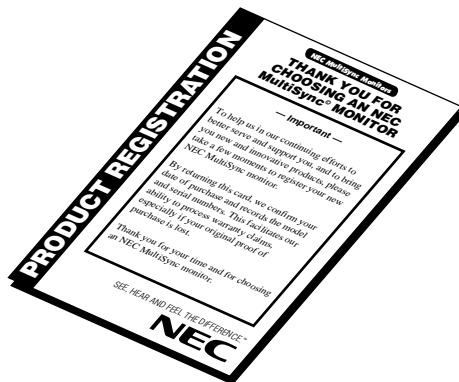 PRODUCT REGISTRATION
NEC MultiSync Monitors
THANK YOU FOR
CHOOSING AN NEC
MultiSync® MONITOR
— Important —
To help us in our continuing efforts to
better serve and support you, and to bring
you new and innovative products, please
take a few moments to register your new
NEC MultiSync monitor.
By returning this card, we confirm your
date of purchase and records the model
and serial numbers. This facilitates our
ability to process warranty claims,
especially if your original proof of
purchase is lost.
Thank you for your time and for choosing
an NEC MultiSync monitor.
SEE, HEAR AND FEEL THE DIFFERENCE.™
NEC